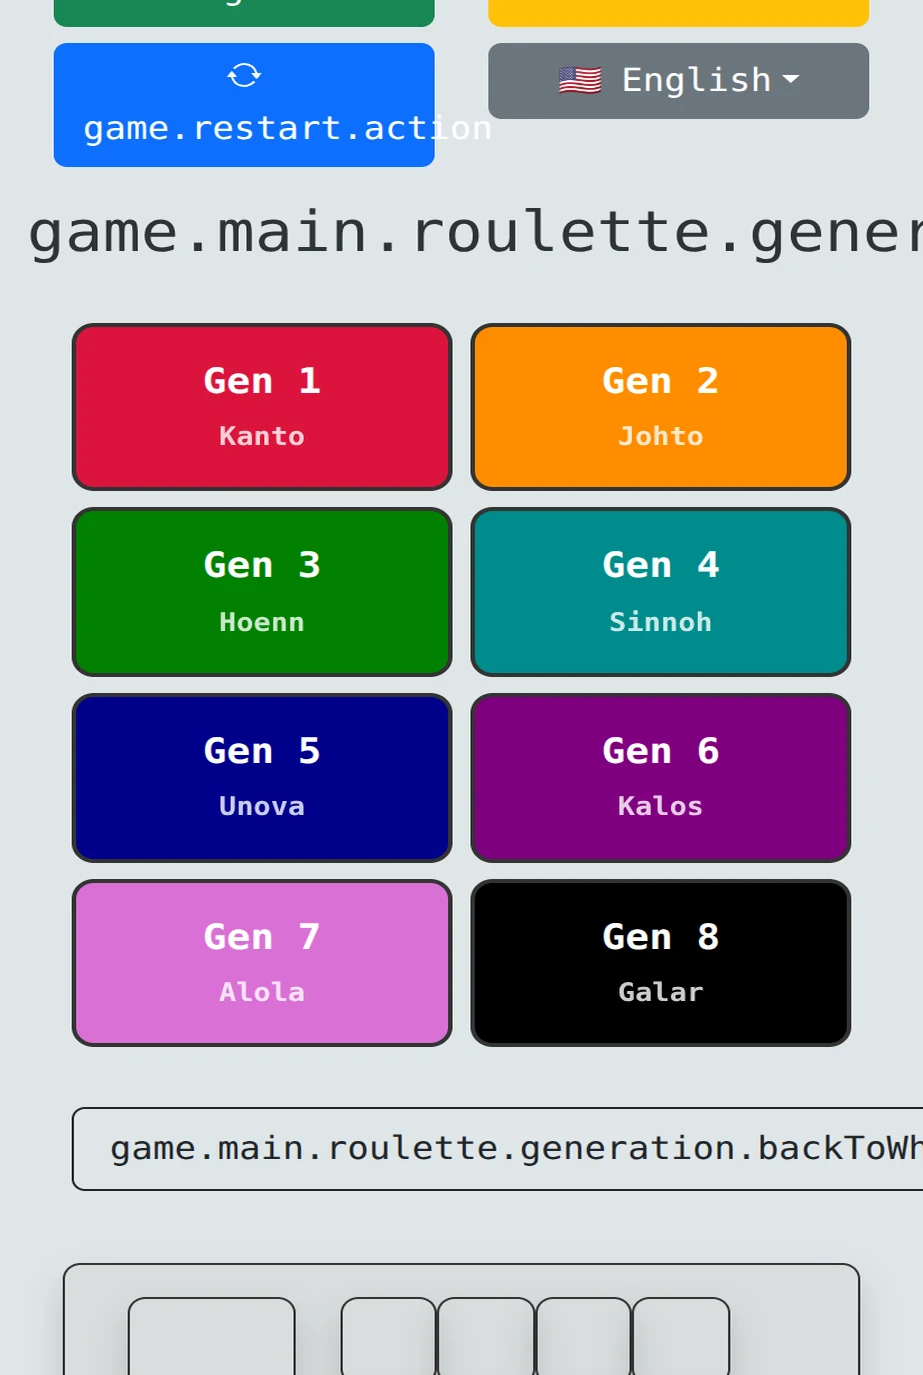 game.restart.action
English
game.main.roulette.gener
Gen 1
Kanto
Gen 2
Johto
Gen 3
Hoenn
Gen 4
Sinnoh
Gen 5
Unova
Gen 6
Kalos
Gen 7
Alola
Gen 8
Galar
game.main.roulette.generation.backToWh